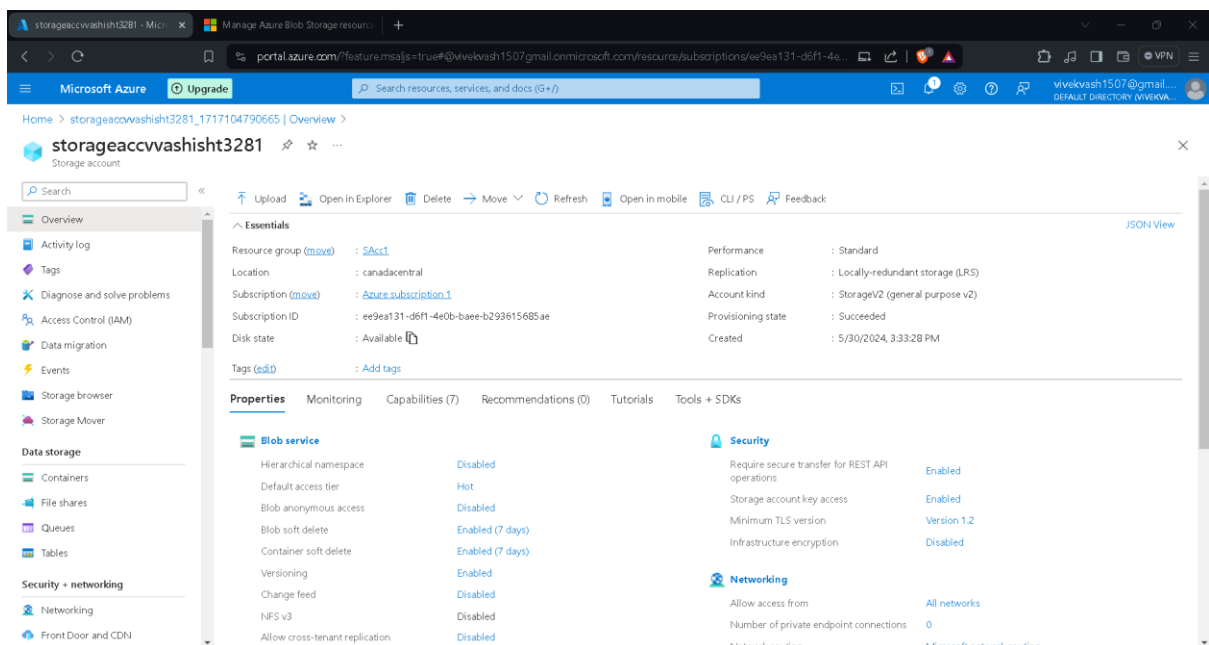 storageaccvvashisht3281 - Micr
Manage Azure Blob Storage resourc
portal.azure.com/?feature.msaljs=true#@vivekvash1507gmail.onmicrosoft.com/resource/subscriptions/ee9ea131-d6f1-4e...
VPN
Microsoft Azure
Upgrade
Search resources, services, and docs (G+/)
1
vivekvash1507@gmail....
DEFAULT DIRECTORY (VIVEKVA...
Home > storageaccvvashisht3281_1717104790665 | Overview >
storageaccvvashisht3281
Storage account
Search
Overview
Activity log
Tags
Diagnose and solve problems
Access Control (IAM)
Data migration
Events
Storage browser
Storage Mover
Data storage
Containers
File shares
Queues
Tables
Security + networking
Networking
Front Door and CDN
Upload Open in Explorer Delete Move Refresh Open in mobile CLI / PS Feedback
Essentials
JSON View
Resource group (move) : SAcc1
Location : canadacentral
Subscription (move) : Azure subscription 1
Subscription ID : ee9ea131-d6f1-4e0b-baee-b293615685ae
Disk state : Available
Performance : Standard
Replication : Locally-redundant storage (LRS)
Account kind : StorageV2 (general purpose v2)
Provisioning state : Succeeded
Created : 5/30/2024, 3:33:28 PM
Tags (edit) : Add tags
Properties Monitoring Capabilities (7) Recommendations (0) Tutorials Tools + SDKs
Blob service
Hierarchical namespace Disabled
Default access tier Hot
Blob anonymous access Disabled
Blob soft delete Enabled (7 days)
Container soft delete Enabled (7 days)
Versioning Enabled
Change feed Disabled
NFS v3 Disabled
Allow cross-tenant replication Disabled
Security
Require secure transfer for REST API
operations Enabled
Storage account key access Enabled
Minimum TLS version Version 1.2
Infrastructure encryption Disabled
Networking
Allow access from All networks
Number of private endpoint connections 0